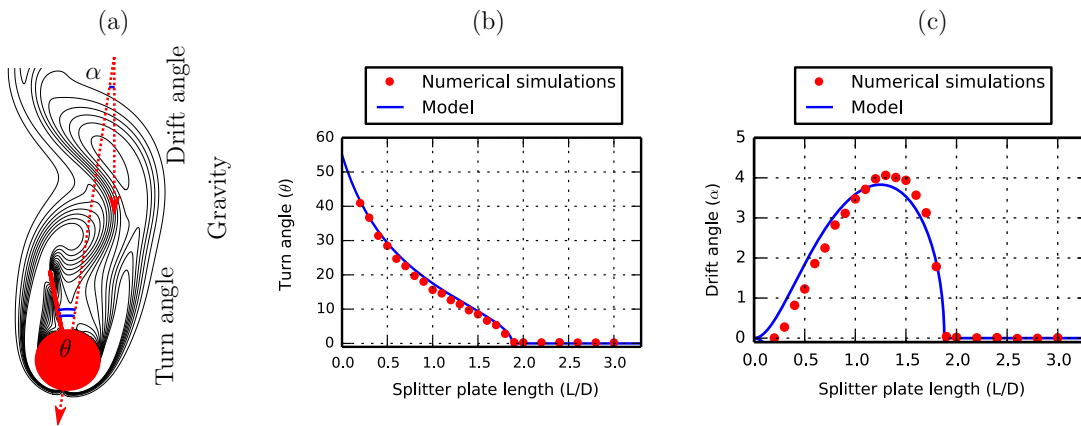 (a)
α
Drift angle
Gravity
Turn angle
θ
(b)
Numerical simulations
Model
60
50
40
30
20
10
0
0.0 0.5 1.0 1.5 2.0 2.5 3.0
Turn angle (θ)
Splitter plate length (L/D)
(c)
Numerical simulations
Model
5
4
3
2
1
0
0.0 0.5 1.0 1.5 2.0 2.5 3.0
Drift angle (α)
Splitter plate length (L/D)